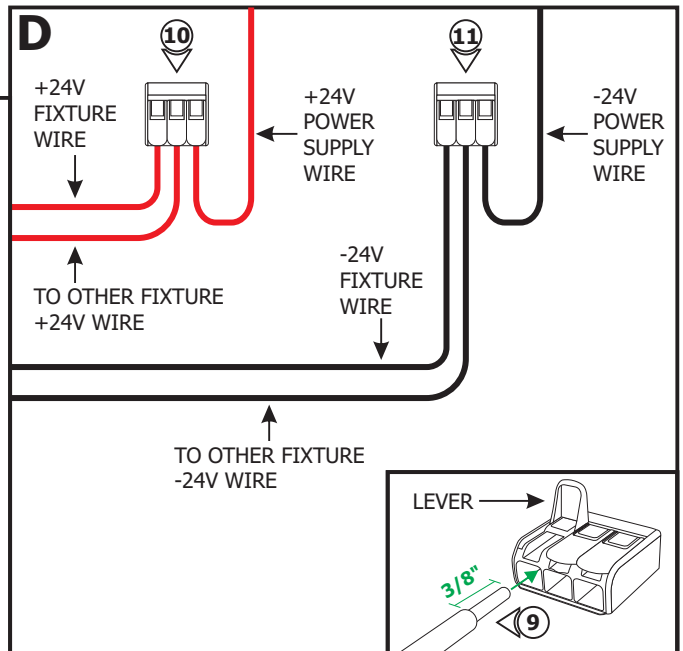 D
10
11
+24V
FIXTURE
WIRE
+24V
POWER
SUPPLY
WIRE
-24V
POWER
SUPPLY
WIRE
TO OTHER FIXTURE
+24V WIRE
-24V
FIXTURE
WIRE
TO OTHER FIXTURE
-24V WIRE
LEVER
3/8"
9